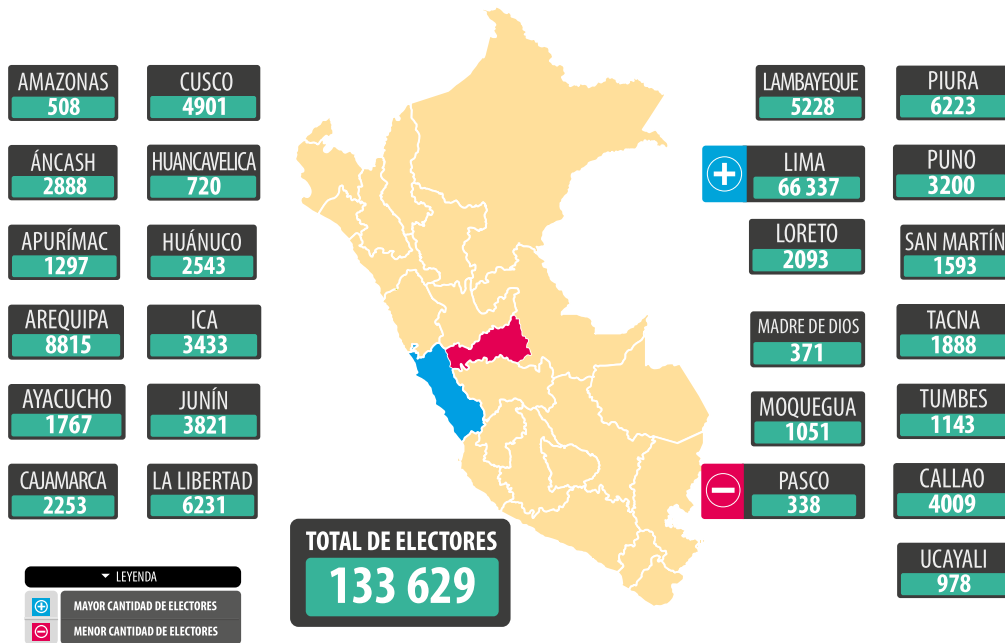 AMAZONAS
508
CUSCO
4901
ÁNCASH
2888
HUANCAVELICA
720
APURÍMAC
1297
HUÁNUCO
2543
AREQUIPA
8815
ICA
3433
AYACUCHO
1767
JUNÍN
3821
CAJAMARCA
2253
LA LIBERTAD
6231
LAMBAYEQUE
5228
PIURA
6223
LIMA
66 337
PUNO
3200
LORETO
2093
SAN MARTÍN
1593
MADRE DE DIOS
371
TACNA
1888
MOQUEGUA
1051
TUMBES
1143
PASCO
338
CALLAO
4009
UCAYALI
978
TOTAL DE ELECTORES
133 629
LEYENDA
MAYOR CANTIDAD DE ELECTORES
MENOR CANTIDAD DE ELECTORES